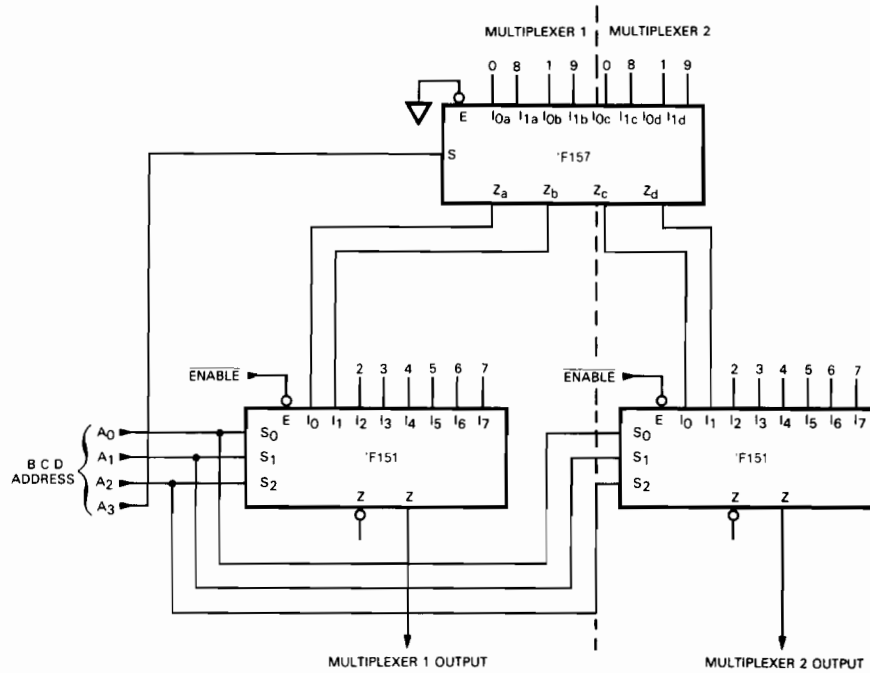 MULTIPLEXER 1 MULTIPLEXER 2
0 8 1 9 0 8 1 9
E I0a I1a I0b I1b I0c I1c I0d I1d
S 'F157
Za Zb Zc Zd
ENABLE 2 3 4 5 6 7 ENABLE 2 3 4 5 6 7
E I0 I1 I2 I3 I4 I5 I6 I7 E I0 I1 I2 I3 I4 I5 I6 I7
A0 S0 S0
A1 S1 'F151 S1 'F151
BCD
ADDRESS
A2 S2 S2
A3
Z Z Z Z
MULTIPLEXER 1 OUTPUT MULTIPLEXER 2 OUTPUT